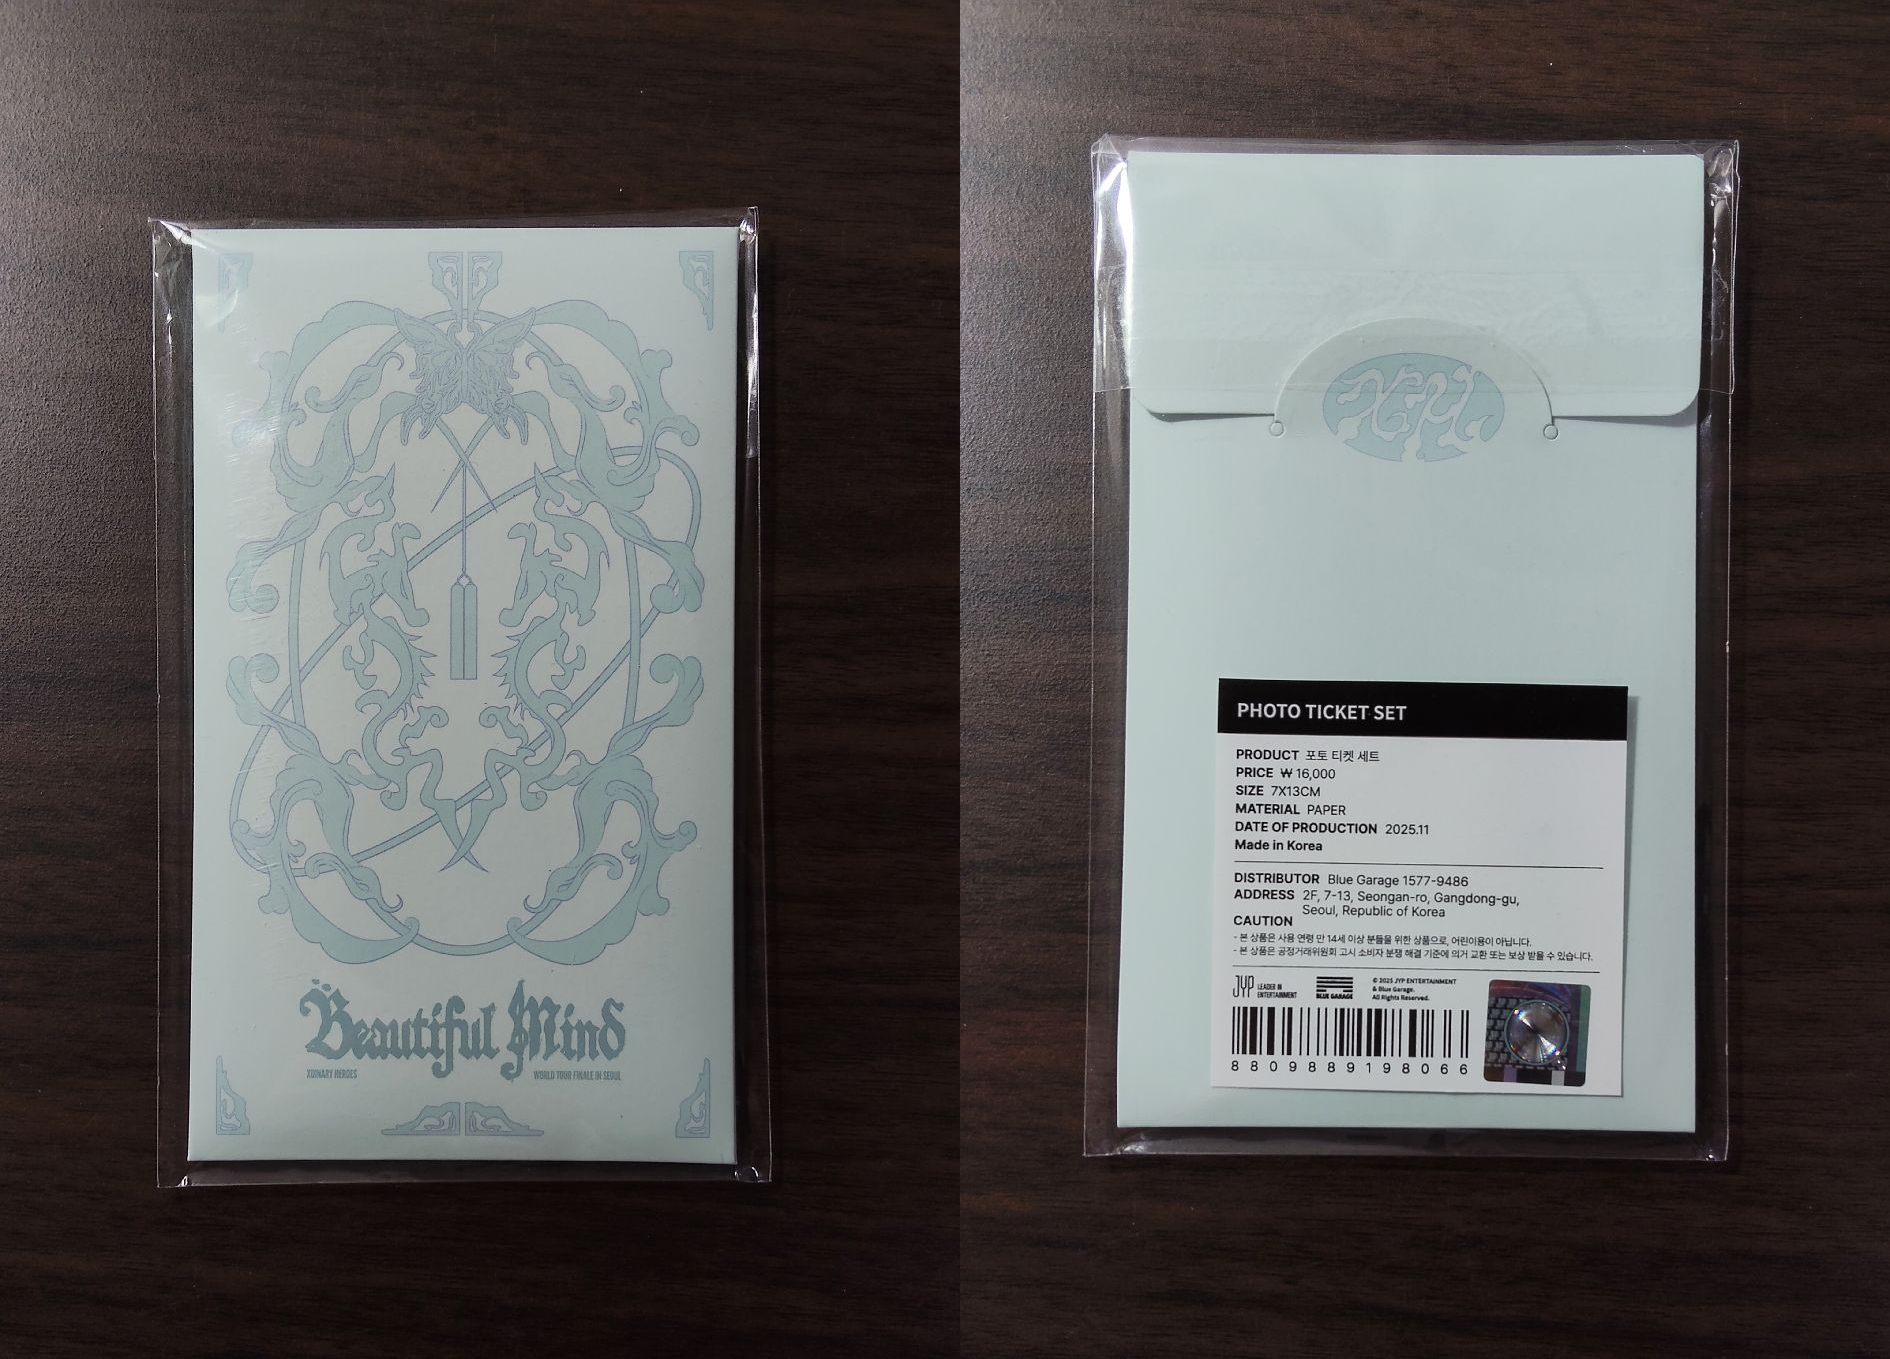 Beautiful Mind
XDINARY HEROES
WORLD TOUR FINALE IN SEOUL
PHOTO TICKET SET
PRODUCT 포토 티켓 세트
PRICE ₩ 16,000
SIZE 7X13CM
MATERIAL PAPER
DATE OF PRODUCTION 2025.11
Made in Korea
DISTRIBUTOR Blue Garage 1577-9486
ADDRESS 2F, 7-13, Seongan-ro, Gangdong-gu,
Seoul, Republic of Korea
CAUTION
- 본 상품은 사용 연령 만 14세 이상 분들을 위한 상품으로, 어린이용이 아닙니다.
- 본 상품은 공정거래위원회 고시 소비자 분쟁 해결 기준에 의거 교환 또는 보상 받을 수 있습니다.
JYP LEADER IN
ENTERTAINMENT
BLUE GARAGE
© 2025 JYP ENTERTAINMENT
& Blue Garage.
All Rights Reserved.
8809889198066